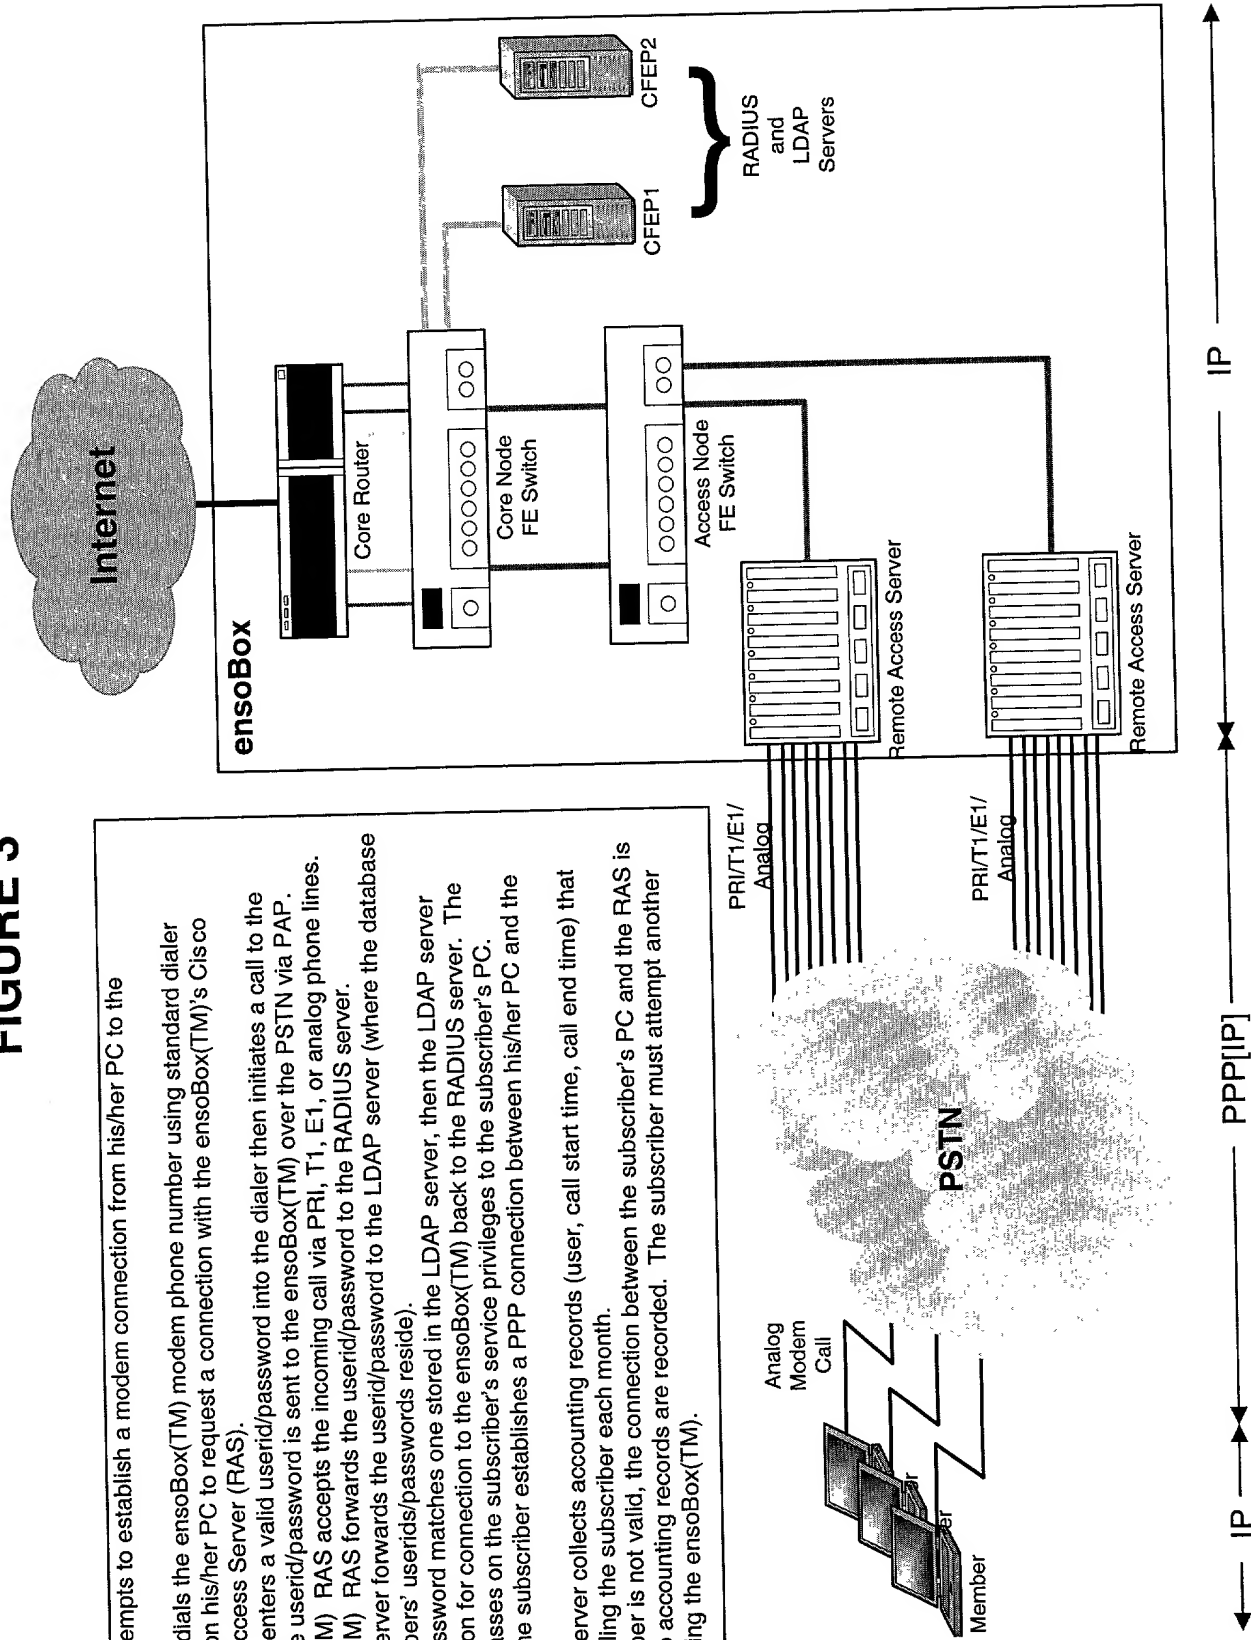 FIGURE 3
empts to establish a modem connection from his/her PC to the
dials the ensoBox(TM) modem phone number using standard dialer
on his/her PC to request a connection with the ensoBox(TM)'s Cisco
ccess Server (RAS).
enters a valid userid/password into the dialer then initiates a call to the
e userid/password is sent to the ensoBox(TM) over the PSTN via PAP.
M) RAS accepts the incoming call via PRI, T1, E1, or analog phone lines.
M) RAS forwards the userid/password to the RADIUS server.
erver forwards the userid/password to the LDAP server (where the database
bers' userids/passwords reside).
ssword matches one stored in the LDAP server, then the LDAP server
on for connection to the ensoBox(TM) back to the RADIUS server. The
asses on the subscriber's service privileges to the subscriber's PC.
he subscriber establishes a PPP connection between his/her PC and the
erver collects accounting records (user, call start time, call end time) that
ling the subscriber each month.
ber is not valid, the connection between the subscriber's PC and the RAS is
o accounting records are recorded. The subscriber must attempt another
ing the ensoBox(TM).
Internet
ensoBox
Core Router
Core Node
FE Switch
CFEP1
CFEP2
RADIUS
and
LDAP
Servers
Access Node
FE Switch
Remote Access Server
Remote Access Server
PRI/T1/E1/
Analog
PRI/T1/E1/
Analog
PSTN
Analog
Modem
Call
er
er
Member
IP
PPP[IP]
IP